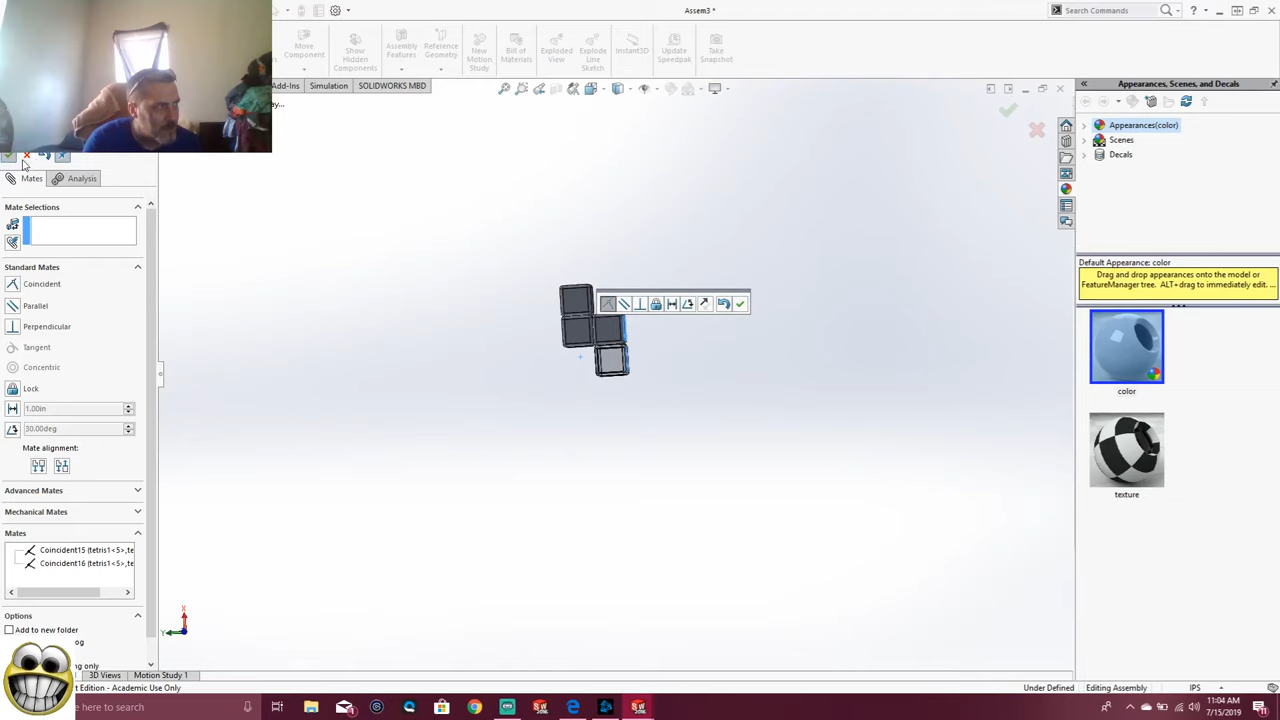 Assem3 *
Search Commands
Move Component
Show Hidden Components
Assembly Features
Reference Geometry
New Motion Study
Bill of Materials
Exploded View
Explode Line Sketch
Instant3D
Update Speedpak
Take Snapshot
Add-Ins
Simulation
SOLIDWORKS MBD
Appearances, Scenes, and Decals
Appearances(color)
Scenes
Decals
Mates
Analysis
Mate Selections
Standard Mates
Coincident
Parallel
Perpendicular
Tangent
Concentric
Lock
1.00in
30.00deg
Mate alignment:
Advanced Mates
Mechanical Mates
Mates
Coincident15 (tetris1<5>,te
Coincident16 (tetris1<5>,te
Options
Add to new folder
Default Appearance: color
Drag and drop appearances onto the model or
FeatureManager tree. ALT+drag to immediately edit. ...
color
texture
X
Y
3D Views
Motion Study 1
t Edition - Academic Use Only
Under Defined
Editing Assembly
IPS
here to search
11:04 AM
7/15/2019